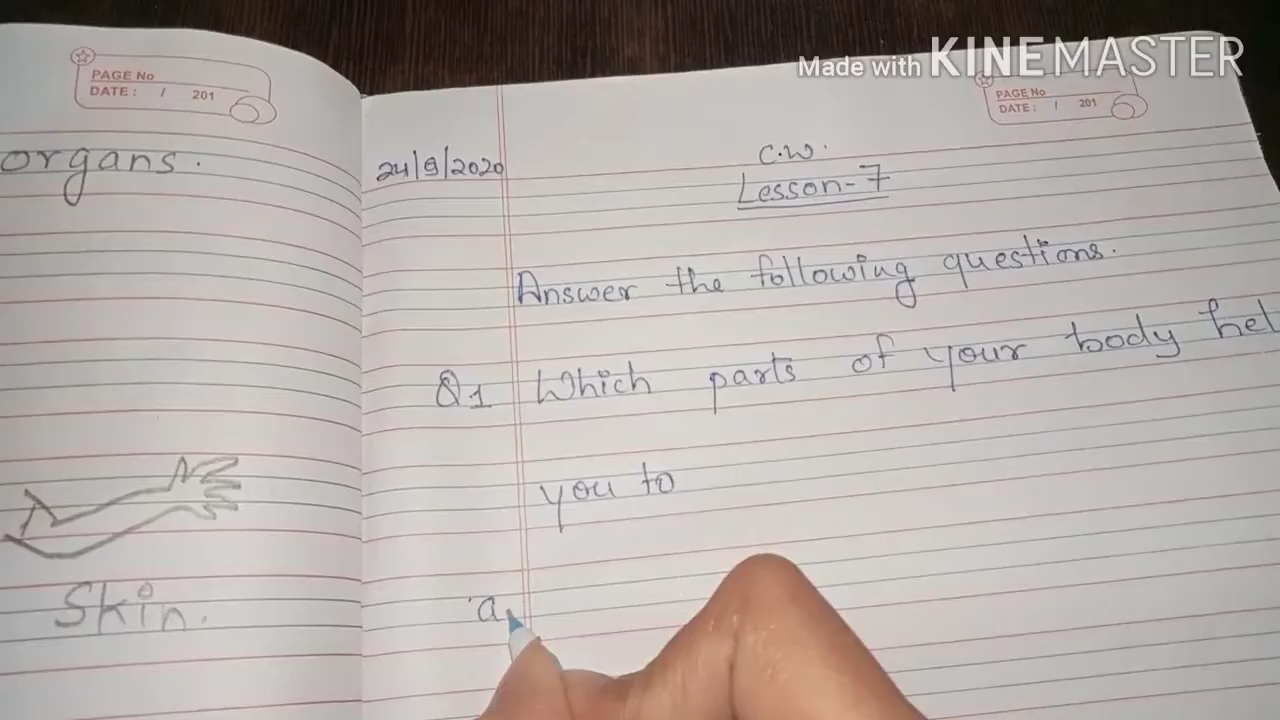 Made with KINEMASTER
PAGE No
DATE : / 201
organs.
Skin.
PAGE No
DATE : / 201
24/9/2020
C.W.
Lesson-7
Answer the following questions.
Q1 Which parts of your body hel
you to
a